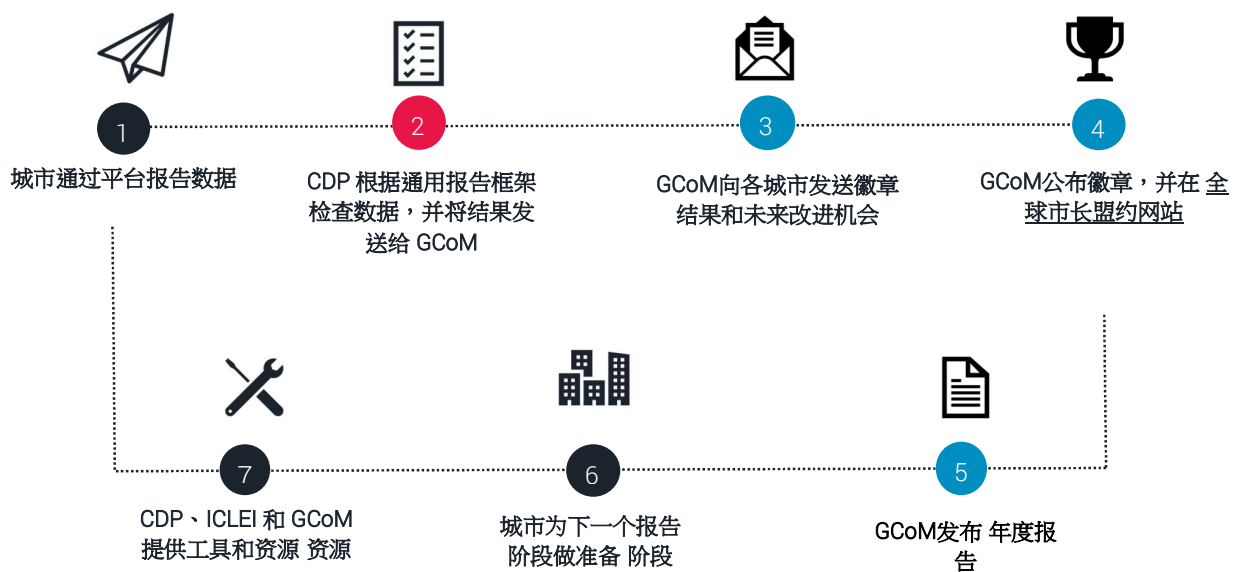 1
城市通过平台报告数据
2
CDP 根据通用报告框架
检查数据，并将结果发
送给 GCoM
3
GCoM向各城市发送徽章
结果和未来改进机会
4
GCoM公布徽章，并在 全
球市长盟约网站
5
GCoM发布 年度报
告
6
城市为下一个报告
阶段做准备 阶段
7
CDP、ICLEI 和 GCoM
提供工具和资源 资源